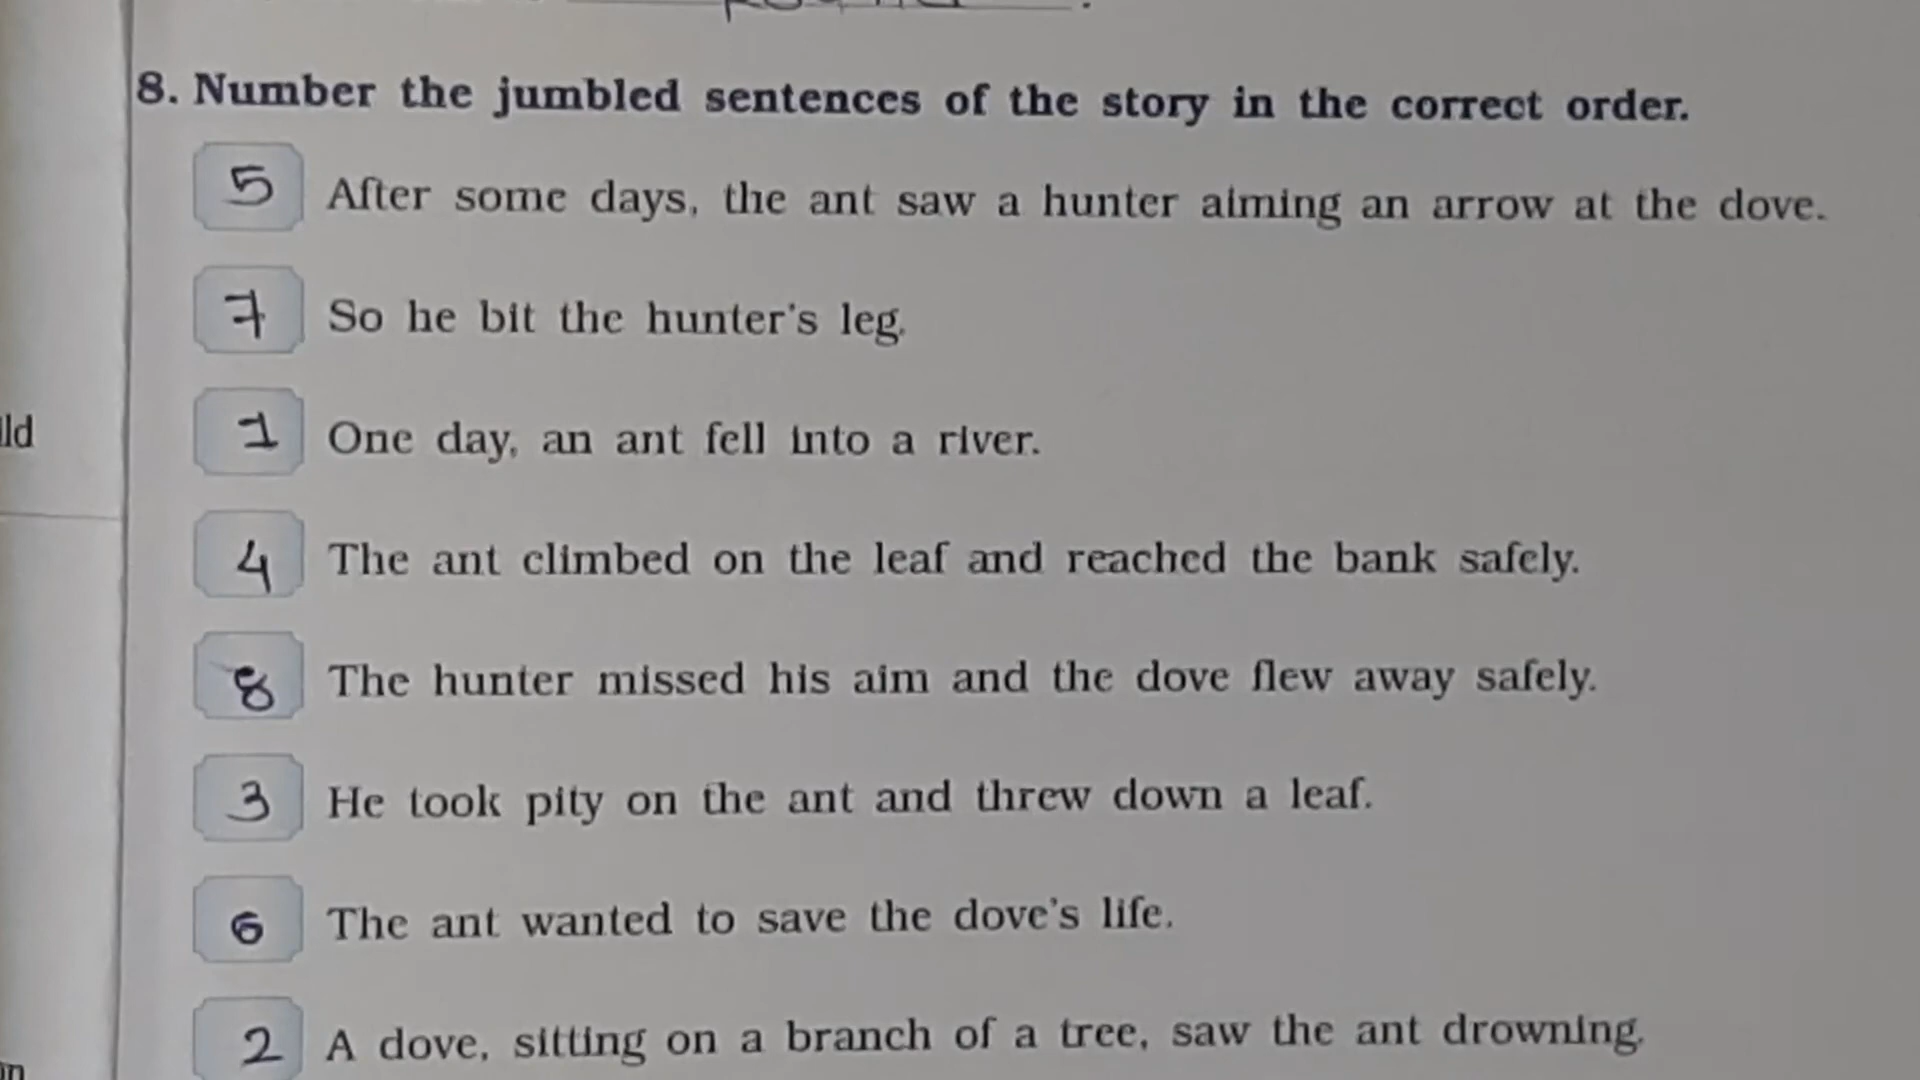 8. Number the jumbled sentences of the story in the correct order.
5 After some days, the ant saw a hunter aiming an arrow at the dove.
7 So he bit the hunter's leg.
1 One day, an ant fell into a river.
4 The ant climbed on the leaf and reached the bank safely.
8 The hunter missed his aim and the dove flew away safely.
3 He took pity on the ant and threw down a leaf.
6 The ant wanted to save the dove's life.
2 A dove, sitting on a branch of a tree, saw the ant drowning.